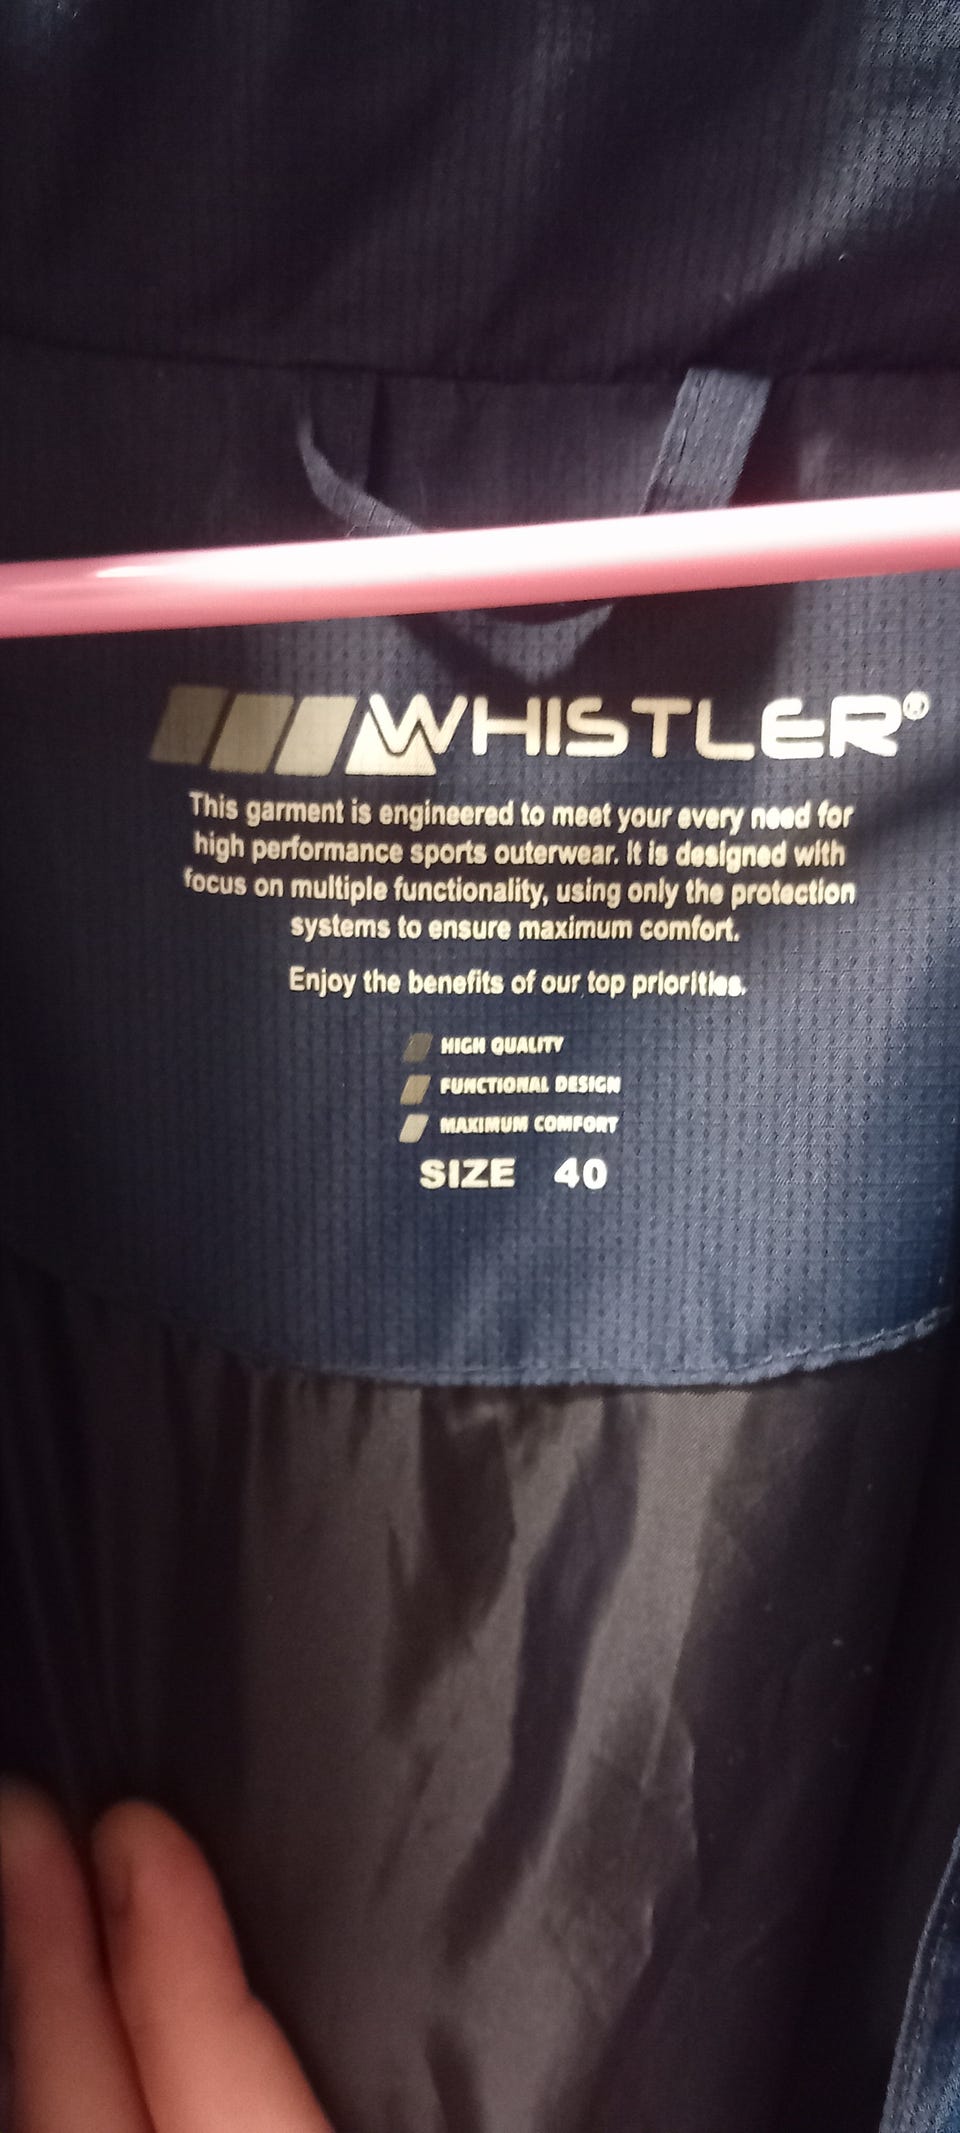 WHISTLER®
This garment is engineered to meet your every need for
high performance sports outerwear. It is designed with
focus on multiple functionality, using only the protection
systems to ensure maximum comfort.
Enjoy the benefits of our top priorities.
HIGH QUALITY
FUNCTIONAL DESIGN
MAXIMUM COMFORT
SIZE 40